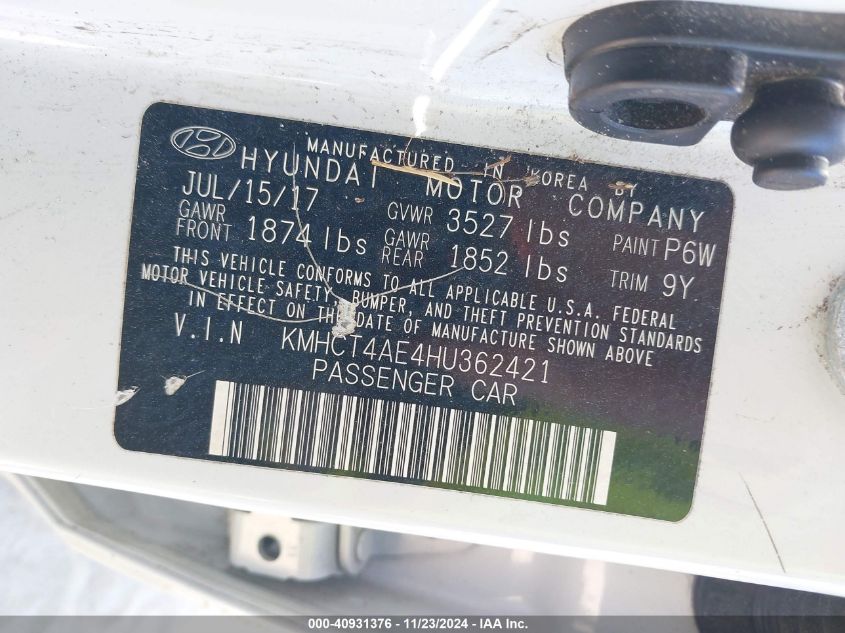 MANUFACTURED IN KOREA BY
HYUNDAI MOTOR COMPANY
JUL/15/17 GVWR 3527 lbs PAINT P6W
GAWR FRONT 1874 lbs GAWR REAR 1852 lbs TRIM 9Y
THIS VEHICLE CONFORMS TO ALL APPLICABLE U.S.A. FEDERAL
MOTOR VEHICLE SAFETY, BUMPER, AND THEFT PREVENTION STANDARDS
IN EFFECT ON THE DATE OF MANUFACTURE SHOWN ABOVE
V.I.N KMHCT4AE4HU362421
PASSENGER CAR
000-40931376 — 11/23/2024 — IAA Inc.